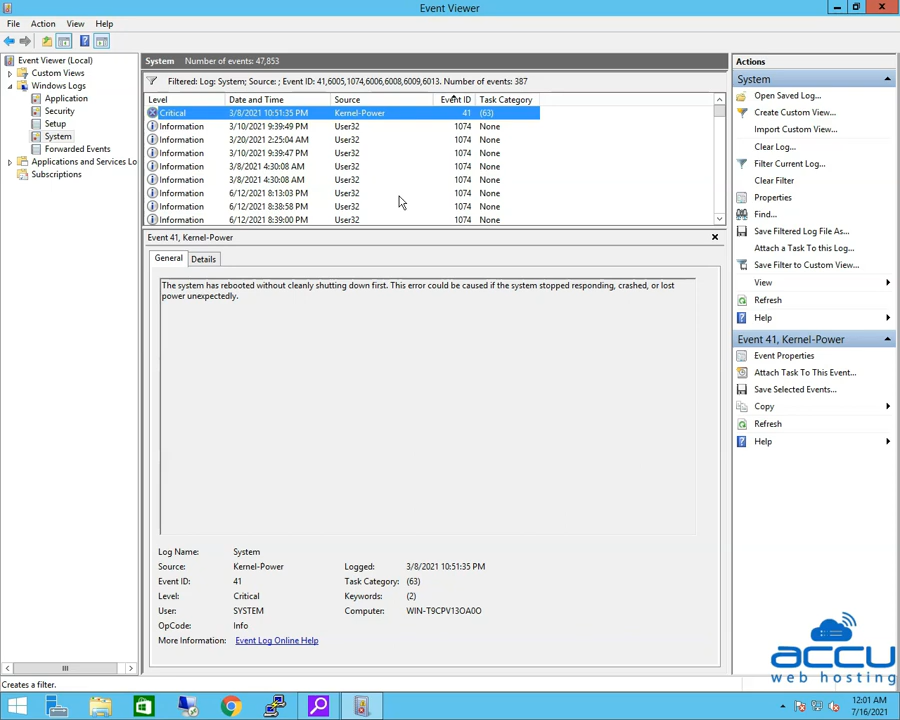 Event Viewer
File Action View Help
Event Viewer (Local)
Custom Views
Windows Logs
Application
Security
Setup
System
Forwarded Events
Applications and Services Lo
Subscriptions
System Number of events: 47,853
Filtered: Log: System; Source: ; Event ID: 41,6005,1074,6006,6008,6009,6013. Number of events: 387
Level Date and Time Source Event ID Task Category
Critical 3/8/2021 10:51:35 PM Kernel-Power 41 (63)
Information 3/10/2021 9:39:49 PM User32 1074 None
Information 3/20/2021 2:25:04 AM User32 1074 None
Information 3/10/2021 9:39:47 PM User32 1074 None
Information 3/8/2021 4:30:08 AM User32 1074 None
Information 3/8/2021 4:30:08 AM User32 1074 None
Information 6/12/2021 8:13:03 PM User32 1074 None
Information 6/12/2021 8:38:58 PM User32 1074 None
Information 6/12/2021 8:39:00 PM User32 1074 None
Event 41, Kernel-Power
General Details
The system has rebooted without cleanly shutting down first. This error could be caused if the system stopped responding, crashed, or lost
power unexpectedly.
Log Name: System
Source: Kernel-Power Logged: 3/8/2021 10:51:35 PM
Event ID: 41 Task Category: (63)
Level: Critical Keywords: (2)
User: SYSTEM Computer: WIN-T9CPV13OA0O
OpCode: Info
More Information: Event Log Online Help
Actions
System
Open Saved Log...
Create Custom View...
Import Custom View...
Clear Log...
Filter Current Log...
Clear Filter
Properties
Find...
Save Filtered Log File As...
Attach a Task To this Log...
Save Filter to Custom View...
View
Refresh
Help
Event 41, Kernel-Power
Event Properties
Attach Task To This Event...
Save Selected Events...
Copy
Refresh
Help
accu
web hosting
Creates a filter.
12:01 AM
7/16/2021